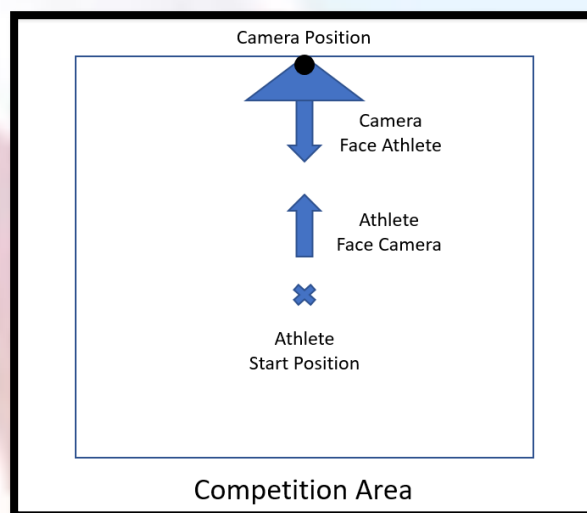 Camera Position
Camera
Face Athlete
Athlete
Face Camera
Athlete
Start Position
Competition Area